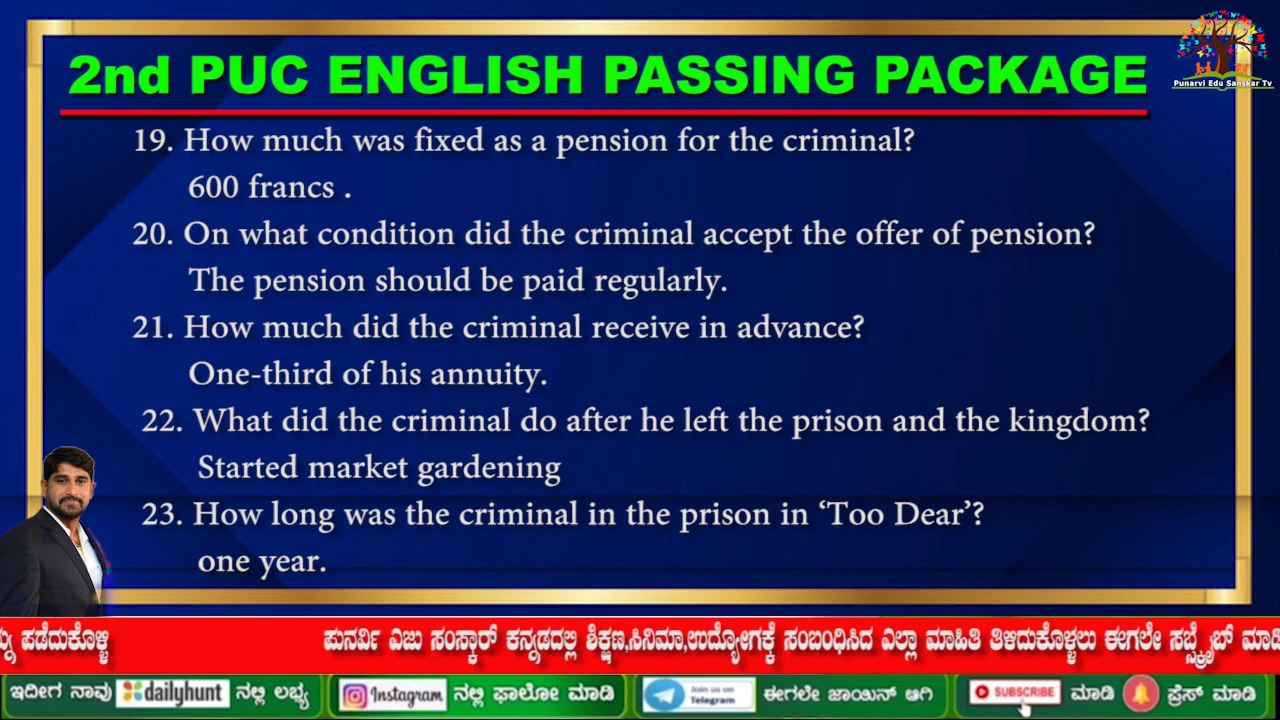 2nd PUC ENGLISH PASSING PACKAGE
Punarvi Edu Sanskar Tv
19. How much was fixed as a pension for the criminal?
600 francs .
20. On what condition did the criminal accept the offer of pension?
The pension should be paid regularly.
21. How much did the criminal receive in advance?
One-third of his annuity.
22. What did the criminal do after he left the prison and the kingdom?
Started market gardening
23. How long was the criminal in the prison in ‘Too Dear’?
one year.
ಪಡೆದುಕೊಳ್ಳಿ ಪುನರ್ವಿ ಎಜು ಸಂಸ್ಕಾರ್ ಕನ್ನಡದಲ್ಲಿ ಶಿಕ್ಷಣ,ಸಿನಿಮಾ,ಉದ್ಯೋಗಕ್ಕೆ ಸಂಬಂಧಿಸಿದ ಎಲ್ಲಾ ಮಾಹಿತಿ ತಿಳಿದುಕೊಳ್ಳಲು ಈಗಲೇ ಸಬ್ಸ್ಕ್ರೈಬ್
ಇದೀಗ ನಾವು dailyhunt ನಲ್ಲಿ ಲಭ್ಯ Instagram ನಲ್ಲಿ ಫಾಲೋ ಮಾಡಿ Join us on Telegram ಈಗಲೇ ಜಾಯಿನ್ ಆಗಿ SUBSCRIBE ಮಾಡಿ ಪ್ರೆಸ್ ಮಾಡಿ